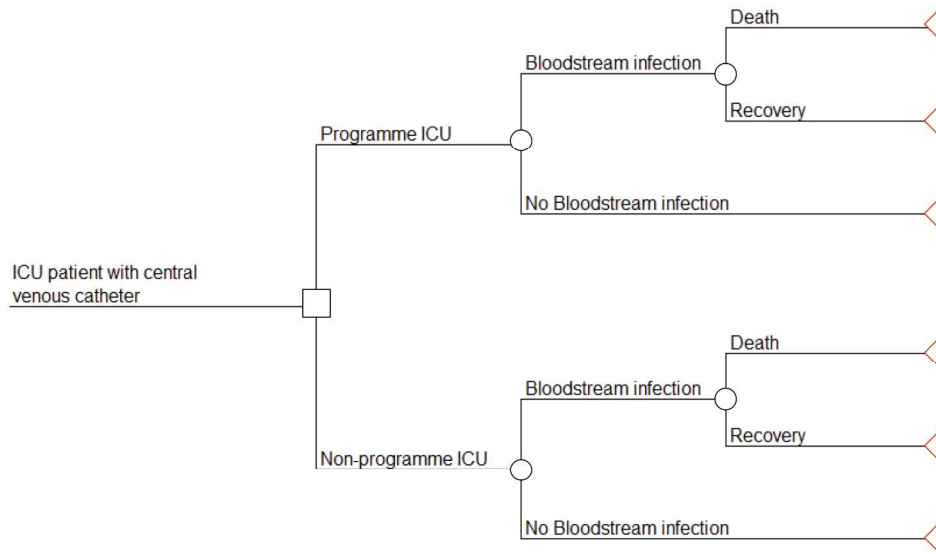 Death
Bloodstream infection
Recovery
Programme ICU
No Bloodstream infection
ICU patient with central
venous catheter
Death
Bloodstream infection
Recovery
Non-programme ICU
No Bloodstream infection